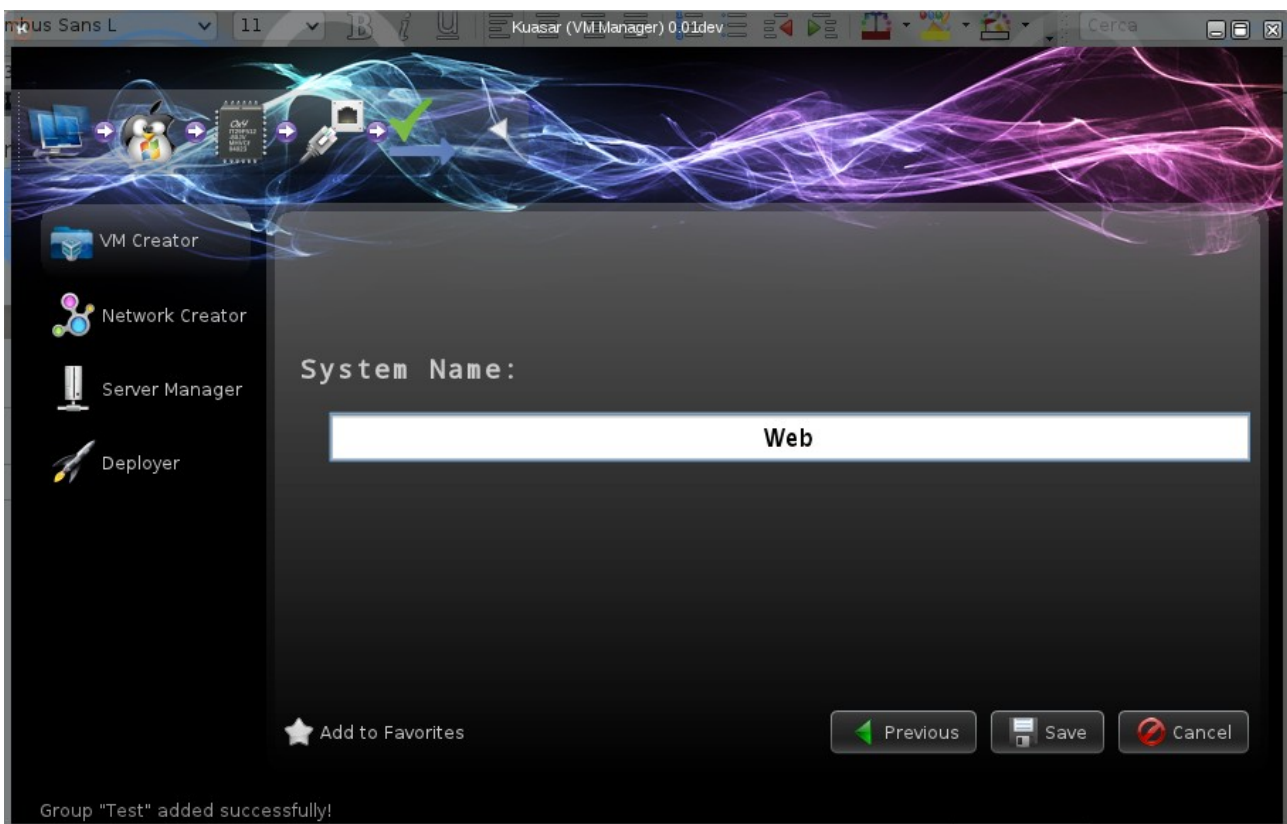 us Sans L
11
B i U
Kuasar (VM Manager) 0.01dev
Cerca
VM Creator
Network Creator
Server Manager
Deployer
System Name:
Web
Add to Favorites
Previous
Save
Cancel
Group "Test" added successfully!